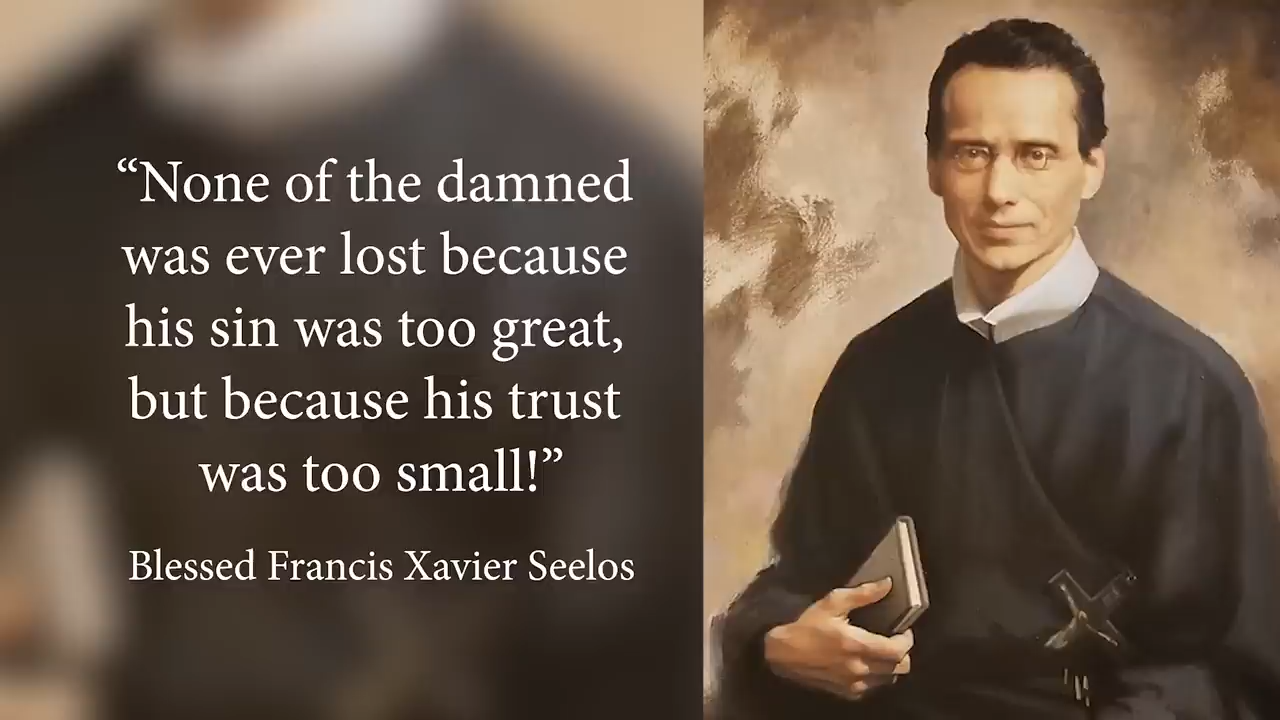 “None of the damned
was ever lost because
his sin was too great,
but because his trust
was too small!”
Blessed Francis Xavier Seelos